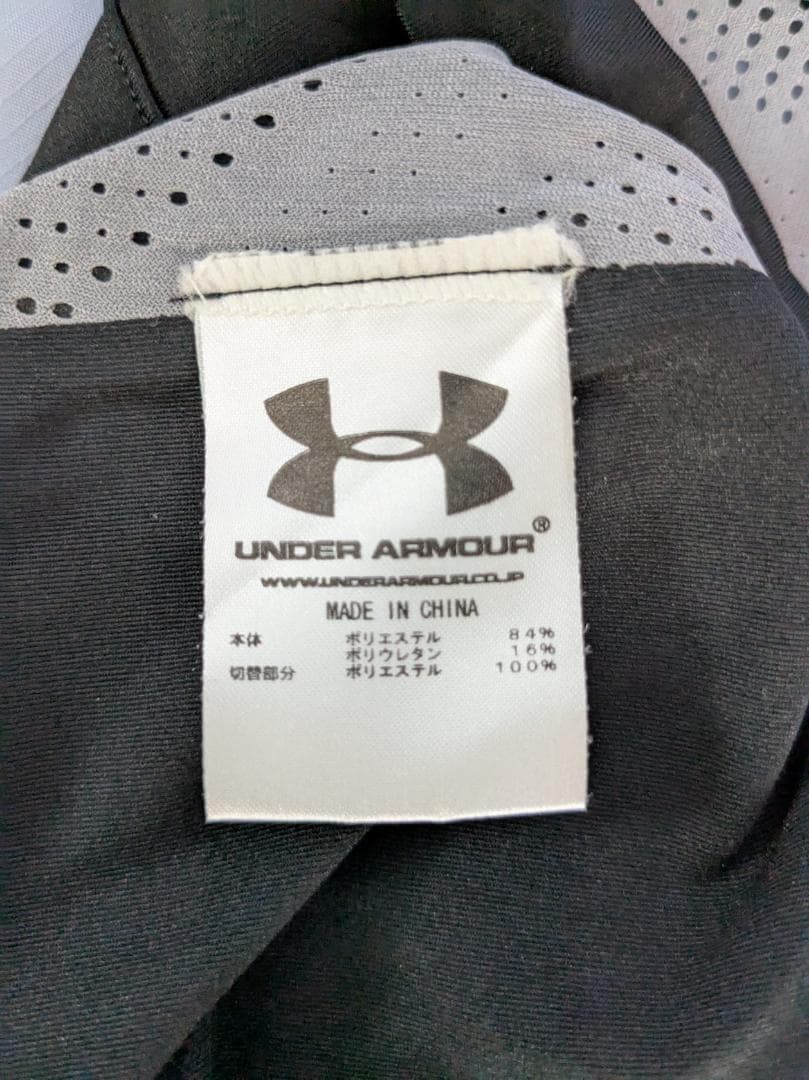 UNDER ARMOUR®
WWW.UNDERARMOUR.CO.JP
MADE IN CHINA
本体 ポリエステル 84%
ポリウレタン 16%
切替部分 ポリエステル 100%